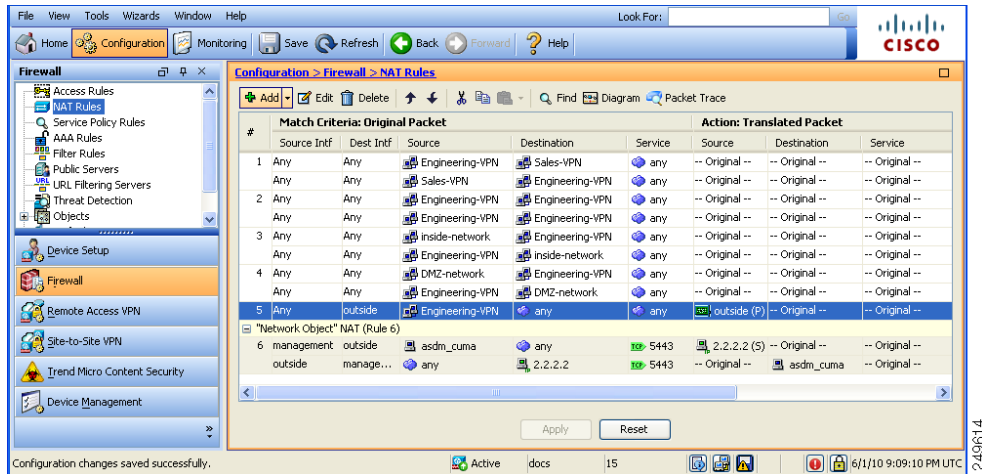 File View Tools Wizards Window Help Look For: Go
Home Configuration Monitoring Save Refresh Back Forward Help
CISCO
Firewall
Access Rules
NAT Rules
Service Policy Rules
AAA Rules
Filter Rules
Public Servers
URL Filtering Servers
Threat Detection
Objects
Device Setup
Firewall
Remote Access VPN
Site-to-Site VPN
Trend Micro Content Security
Device Management
Configuration > Firewall > NAT Rules
Add Edit Delete Find Diagram Packet Trace
# Match Criteria: Original Packet Action: Translated Packet
Source Intf Dest Intf Source Destination Service Source Destination Service
1 Any Any Engineering-VPN Sales-VPN any -- Original -- -- Original -- -- Original --
Any Any Sales-VPN Engineering-VPN any -- Original -- -- Original -- -- Original --
2 Any Any Engineering-VPN Engineering-VPN any -- Original -- -- Original -- -- Original --
Any Any Engineering-VPN Engineering-VPN any -- Original -- -- Original -- -- Original --
3 Any Any inside-network Engineering-VPN any -- Original -- -- Original -- -- Original --
Any Any Engineering-VPN inside-network any -- Original -- -- Original -- -- Original --
4 Any Any DMZ-network Engineering-VPN any -- Original -- -- Original -- -- Original --
Any Any Engineering-VPN DMZ-network any -- Original -- -- Original -- -- Original --
5 Any outside Engineering-VPN any any outside (P) -- Original -- -- Original --
"Network Object" NAT (Rule 6)
6 management outside asdm_cuma any TCP 5443 2.2.2.2 (S) -- Original -- -- Original --
outside manage... any 2.2.2.2 TCP 5443 -- Original -- asdm_cuma -- Original --
Apply Reset
Configuration changes saved successfully. Active docs 15 6/1/10 9:09:10 PM UTC
249614